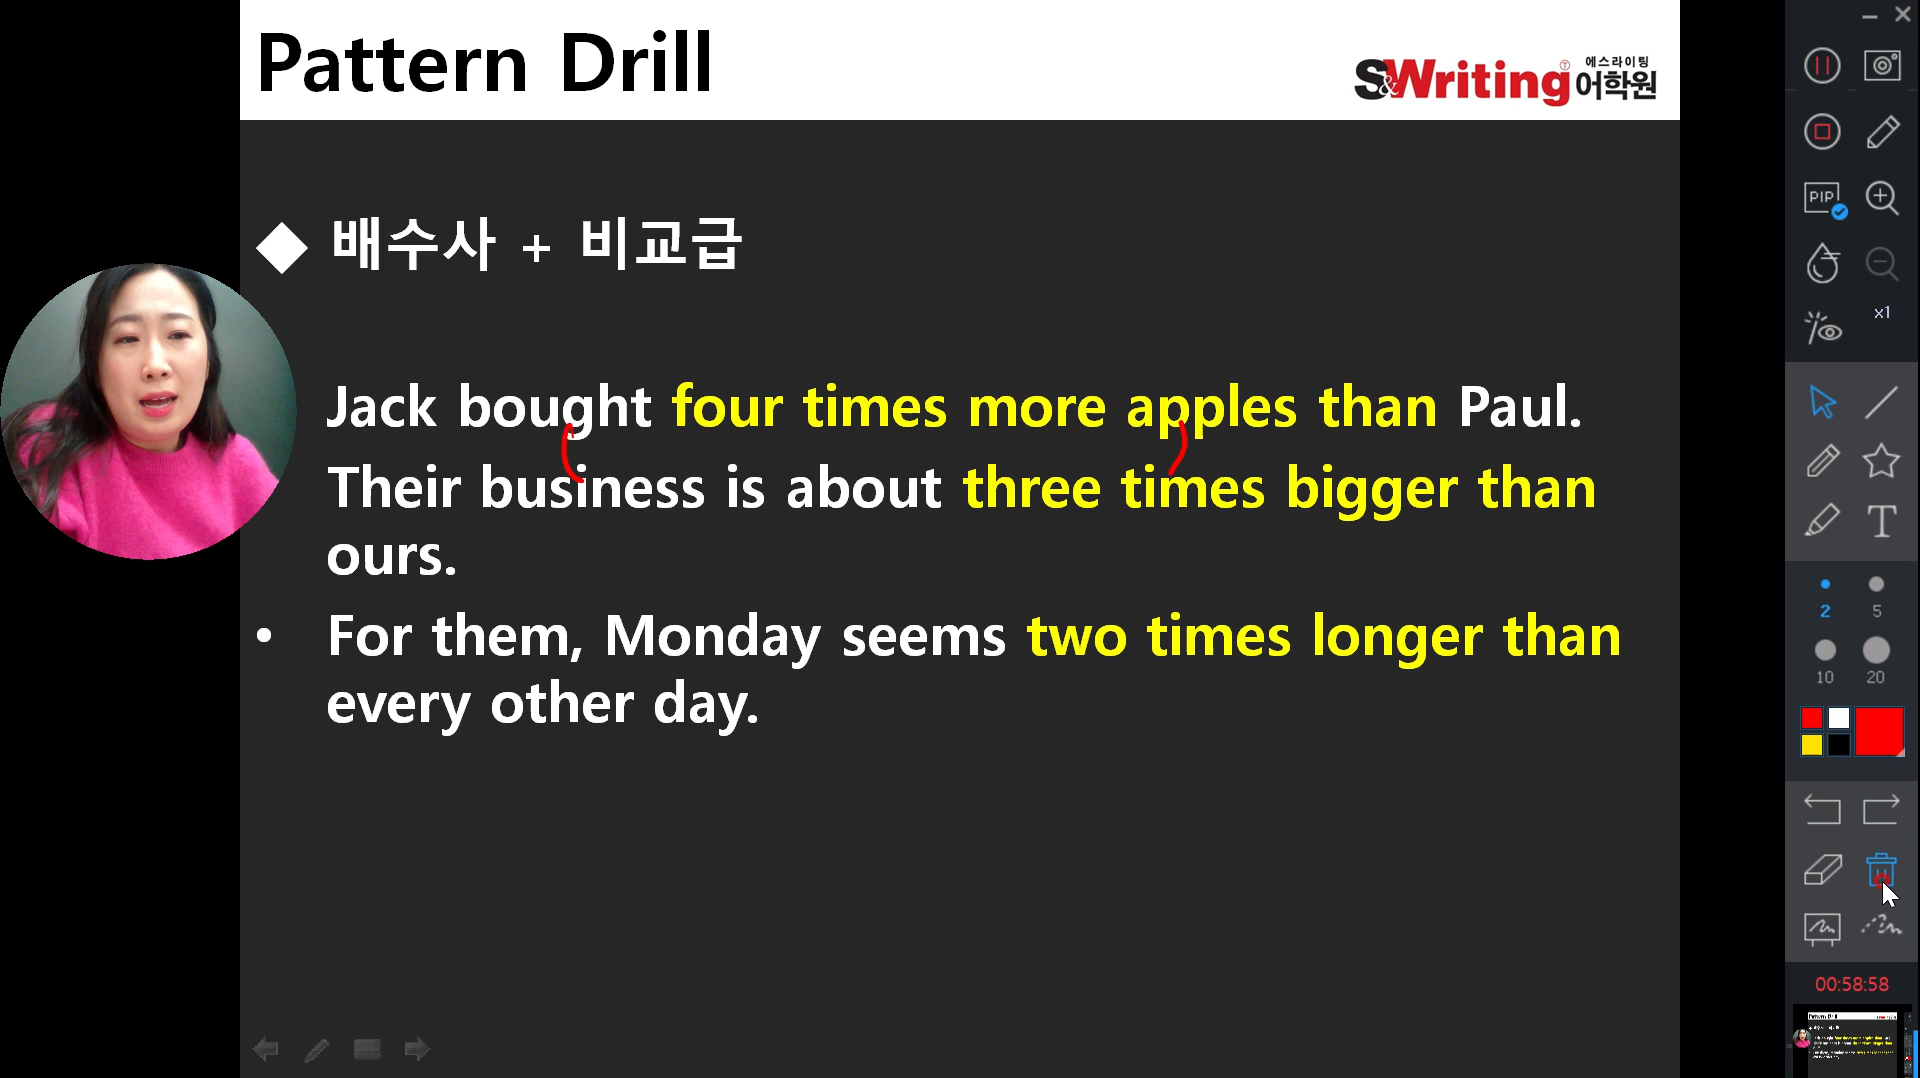 Pattern Drill
S&Writing 에스라이팅 어학원
◆ 배수사 + 비교급
Jack bought four times more apples than Paul.
Their business is about three times bigger than
ours.
• For them, Monday seems two times longer than
every other day.
PIP
x1
T
2 5
10 20
00:58:58